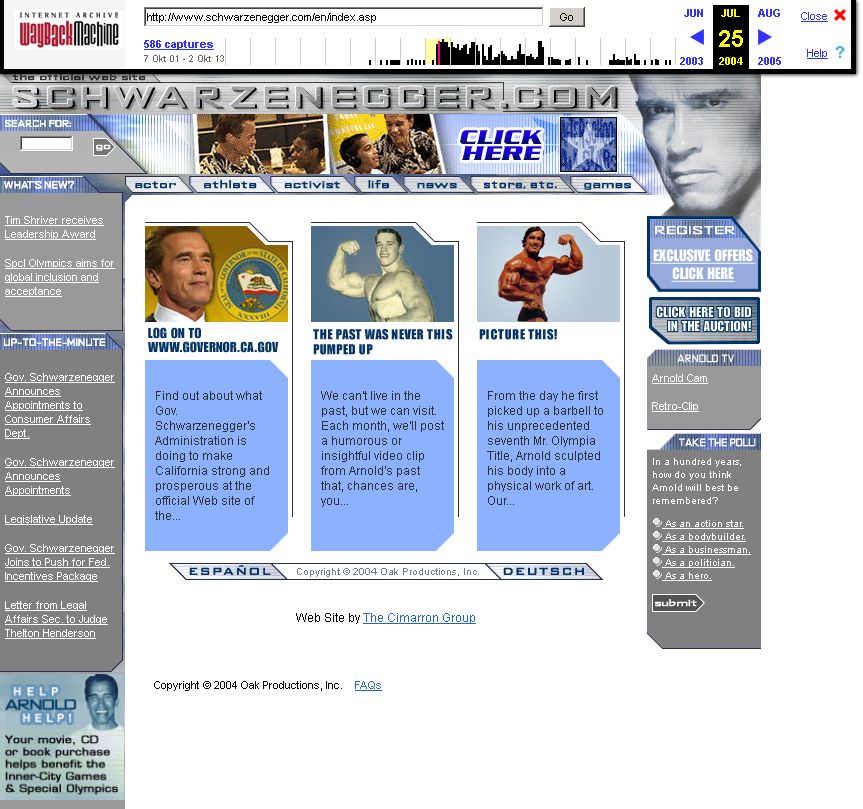 INTERNET ARCHIVE
WayBackMachine
http://www.schwarzenegger.com/en/index.asp
Go
JUN
JUL
AUG
Close
586 captures
25
7 Okt 01 - 2 Okt 13
2003
2004
2005
Help
?
the official web site
SCHWARZENEGGER.COM
SEARCH FOR:
go
CLICK
HERE
WHAT'S NEW?
actor
athlete
activist
life
news
store, etc.
games
Tim Shriver receives
Leadership Award
Spcl Olympics aims for
global inclusion and
acceptance
UP-TO-THE-MINUTE
Gov. Schwarzenegger
Announces
Appointments to
Consumer Affairs
Dept.
Gov. Schwarzenegger
Announces
Appointments
Legislative Update
Gov. Schwarzenegger
Joins to Push for Fed.
Incentives Package
Letter from Legal
Affairs Sec. to Judge
Thelton Henderson
HELP
ARNOLD
HELP!
Your movie, CD
or book purchase
helps benefit the
Inner-City Games
& Special Olympics
LOG ON TO
WWW.GOVERNOR.CA.GOV
Find out about what
Gov.
Schwarzenegger's
Administration is
doing to make
California strong and
prosperous at the
official Web site of
the...
THE PAST WAS NEVER THIS
PUMPED UP
We can't live in the
past, but we can visit.
Each month, we'll post
a humorous or
insightful video clip
from Arnold's past
that, chances are,
you...
PICTURE THIS!
From the day he first
picked up a barbell to
his unprecedented
seventh Mr. Olympia
Title, Arnold sculpted
his body into a
physical work of art.
Our...
ESPAÑOL
Copyright © 2004 Oak Productions, Inc.
DEUTSCH
Web Site by The Cimarron Group
Copyright © 2004 Oak Productions, Inc. FAQs
REGISTER
EXCLUSIVE OFFERS
CLICK HERE
CLICK HERE TO BID
IN THE AUCTION!
ARNOLD TV
Arnold Cam
Retro-Clip
TAKE THE POLL!
In a hundred years,
how do you think
Arnold will best be
remembered?
As an action star.
As a bodybuilder.
As a businessman.
As a politician.
As a hero.
submit